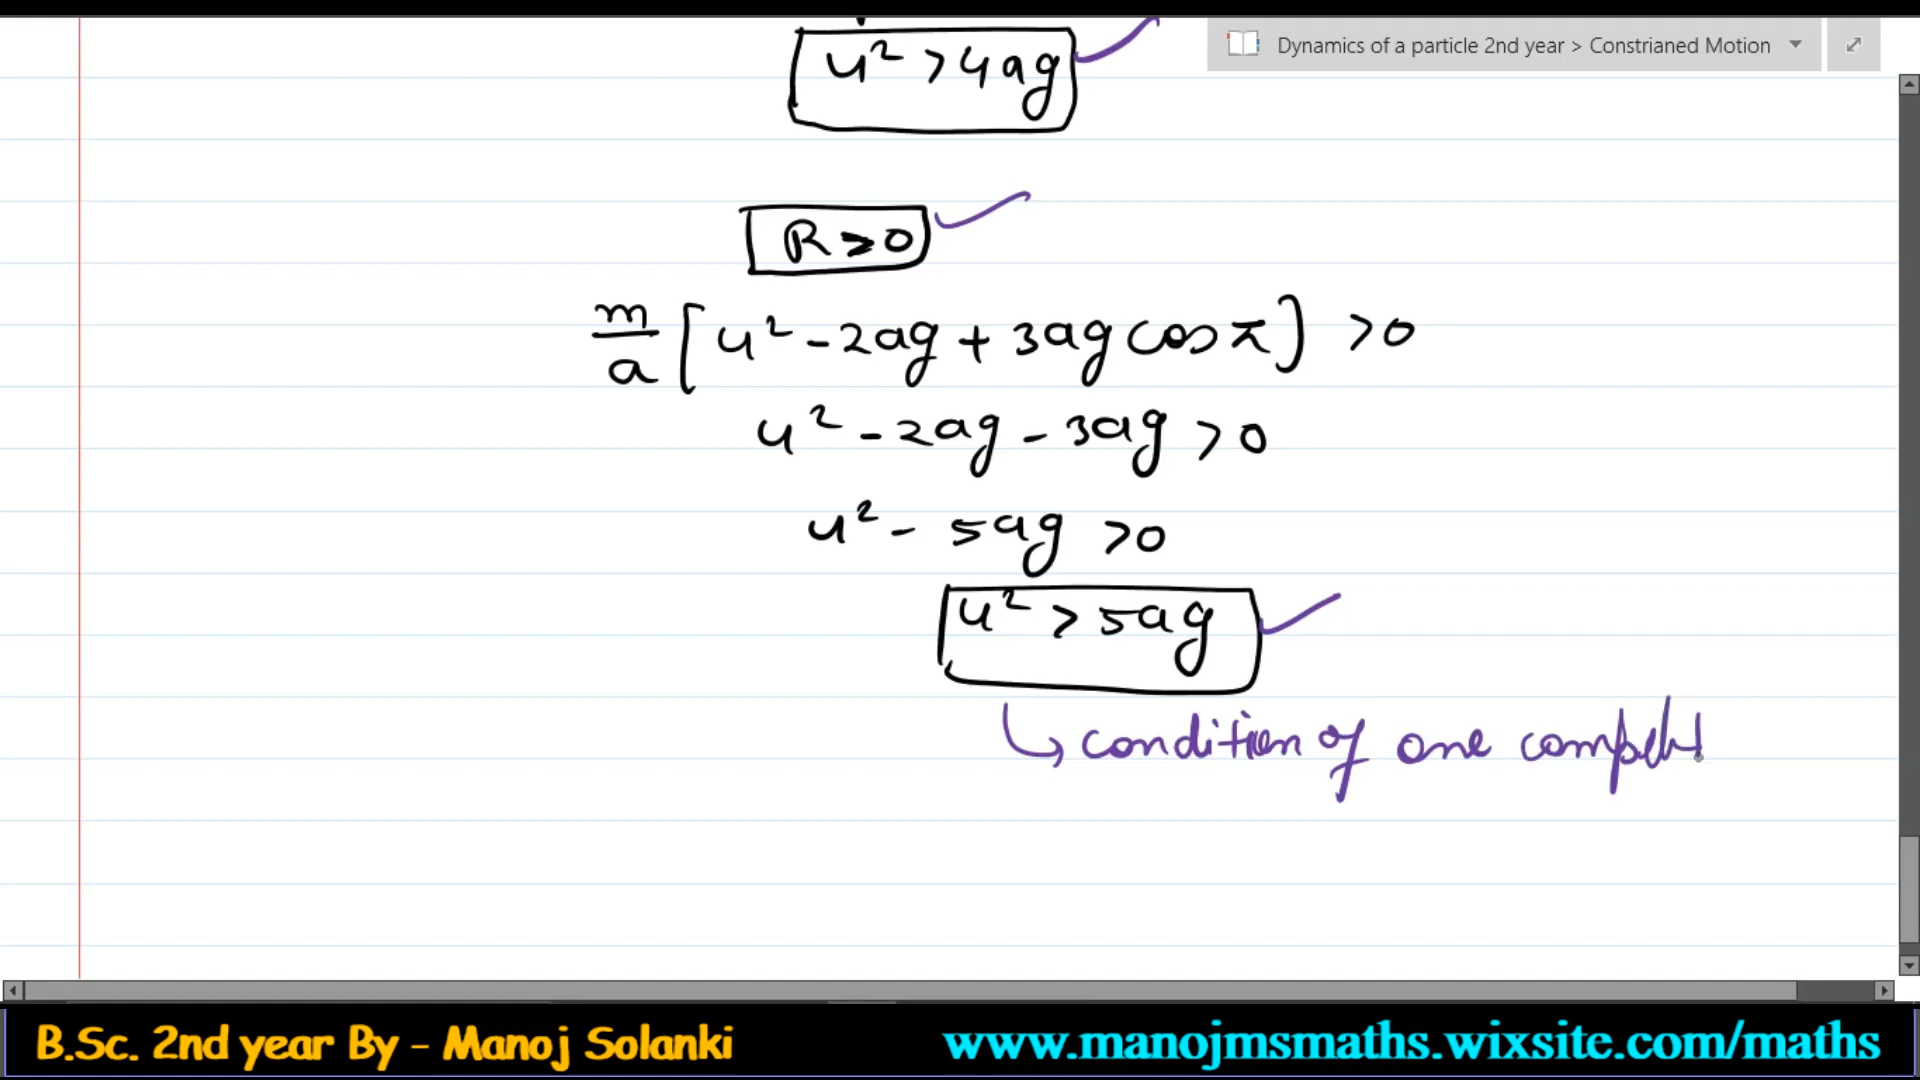 u² > 4ag
Dynamics of a particle 2nd year > Constrianed Motion
R > 0
m/a [u² - 2ag + 3ag cos π] > 0
u² - 2ag - 3ag > 0
u² - 5ag > 0
u² > 5ag
↳ condition of one
B.Sc. 2nd year By - Manoj Solanki
www.manojmsmaths.wixsite.com/maths